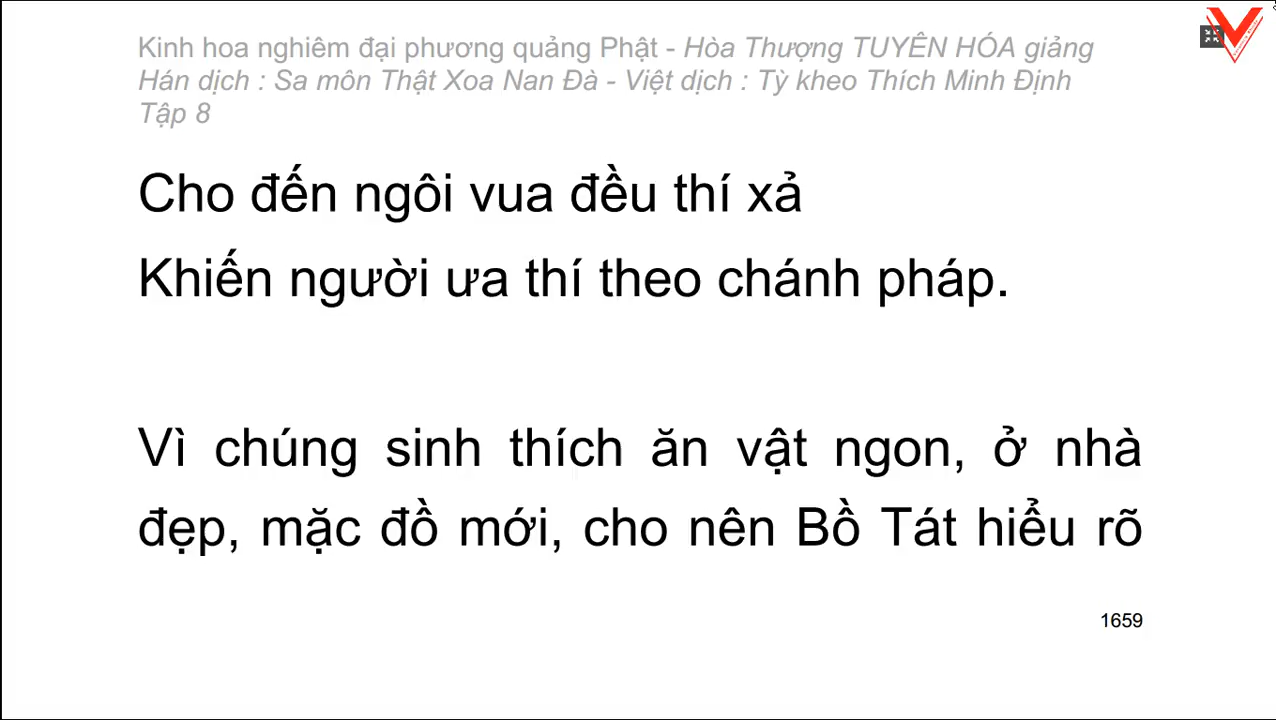 Kinh hoa nghiêm đại phương quảng Phật - Hòa Thượng TUYÊN HÓA giảng
Hán dịch : Sa môn Thật Xoa Nan Đà - Việt dịch : Tỳ kheo Thích Minh Định
Tập 8
Cho đến ngôi vua đều thí xả
Khiến người ưa thí theo chánh pháp.
Vì chúng sinh thích ăn vật ngon, ở nhà
đẹp, mặc đồ mới, cho nên Bồ Tát hiểu rõ
1659